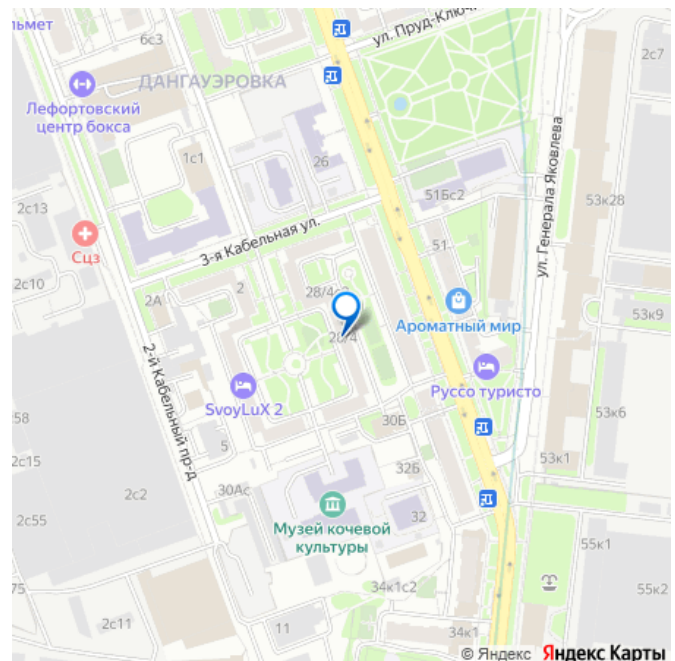 льмет
6с3
ул. Пруд-Ключ
2с7
ДАНГАУЭРОВКА
Лефортовский
центр бокса
1с1
26
51Бс2
ул. Генерала Яковлева
53к28
2с13
Сцз
3-я Кабельная ул.
51
2с10
2А
2
28/4с2
28/4
Ароматный мир
53к9
2-й Кабельный пр-д
SvoyLuX 2
Руссо туристо
58
5
30Б
53к6
2с15
30Ас
32Б
53к1
2с2
2с55
Музей кочевой
культуры
32
55к1
75
34к1с2
55к2
2с11
11
34к1
© Яндекс Яндекс Карты